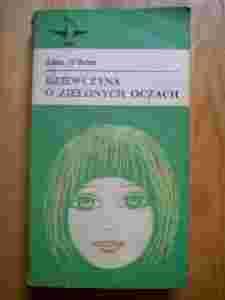 Edna O'Brien
DZIEWCZYNA
O ZIELONYCH OCZACH